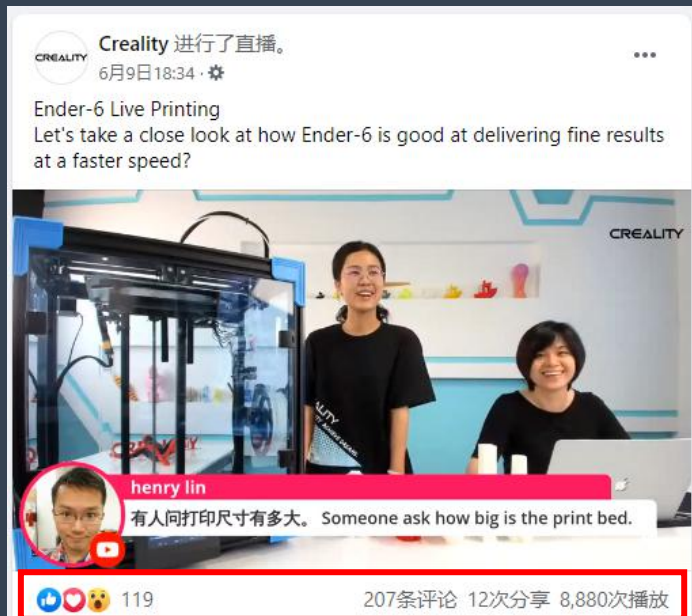 CREALITY
Creality 进行了直播。
6月9日18:34 ·
Ender-6 Live Printing
Let's take a close look at how Ender-6 is good at delivering fine results
at a faster speed?
CREALITY
CREALITY
henry lin
有人问打印尺寸有多大。 Someone ask how big is the print bed.
119
207条评论 12次分享 8,880次播放